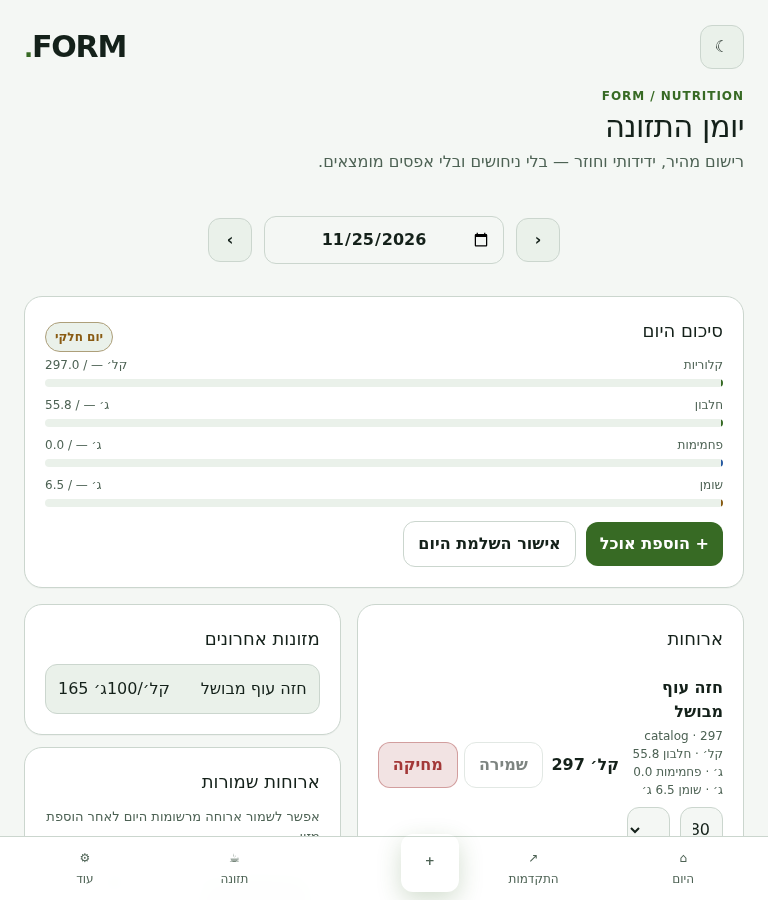 FORM.
FORM / NUTRITION
יומן התזונה
רישום מהיר, ידידותי וחוזר — בלי ניחושים ובלי אפסים מומצאים.
11/25/2026
סיכום היום
יום חלקי
קלוריות
297.0 / — קל׳
חלבון
55.8 / — ג׳
פחמימות
0.0 / — ג׳
שומן
6.5 / — ג׳
+ הוספת אוכל
אישור השלמת היום
ארוחות
חזה עוף
מבושל
catalog · 297
קל׳ · חלבון 55.8
ג׳ · פחמימות 0.0
ג׳ · שומן 6.5 ג׳
297 קל׳
שמירה
מחיקה
מזונות אחרונים
חזה עוף מבושל
165 קל׳/100ג׳
ארוחות שמורות
אפשר לשמור ארוחה מרשומות היום לאחר הוספת
היום
התקדמות
+
תזונה
עוד